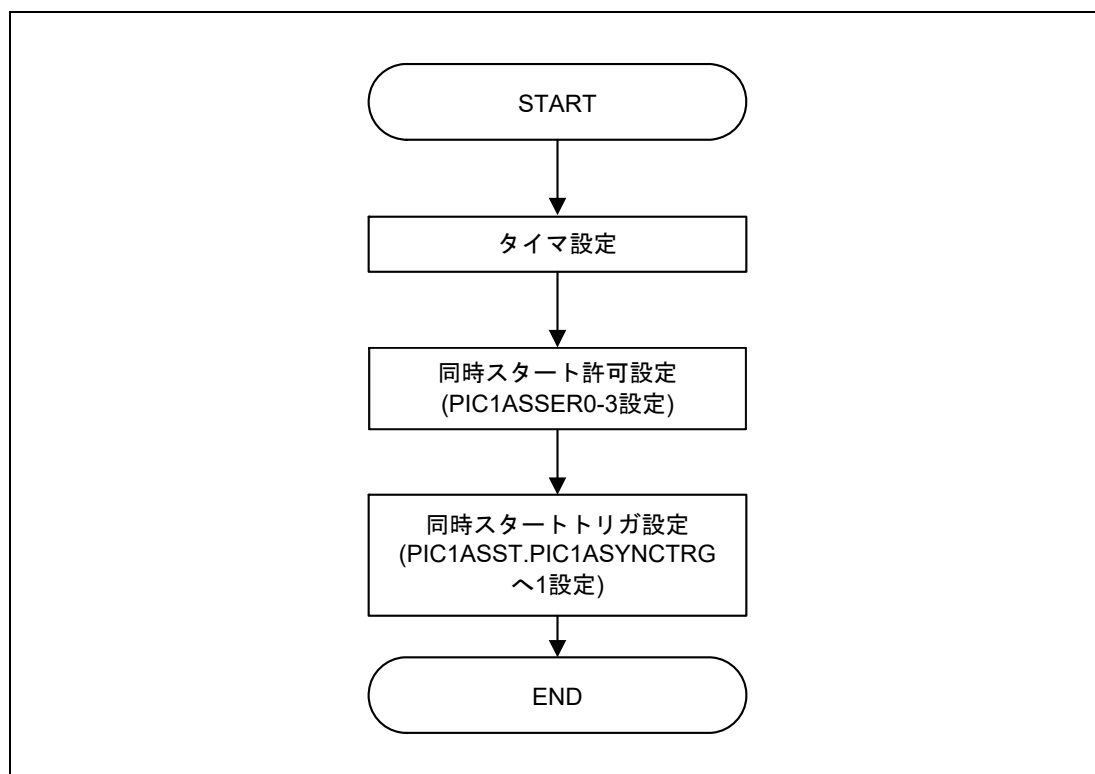 START
タイマ設定
同時スタート許可設定
(PIC1ASSER0-3設定)
同時スタートトリガ設定
(PIC1ASST.PIC1ASYNCTRG
へ1設定)
END